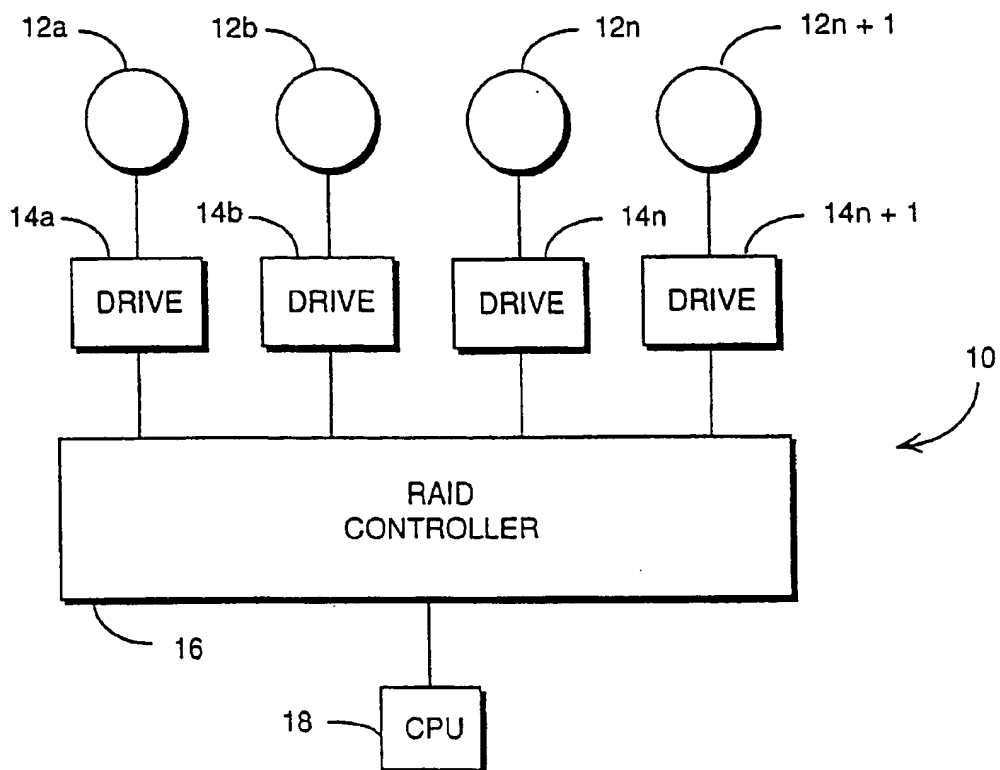 12a
12b
12n
12n + 1
14a
14b
14n
14n + 1
DRIVE
DRIVE
DRIVE
DRIVE
10
RAID
CONTROLLER
16
18
CPU